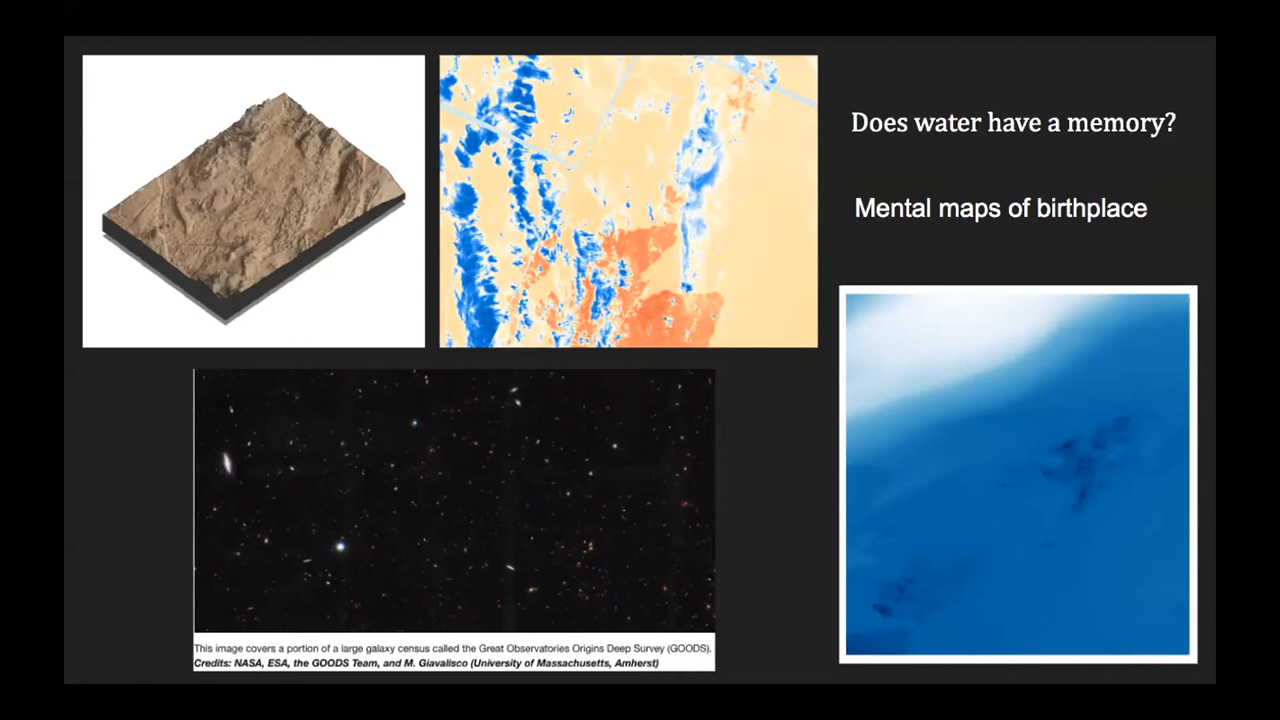 Does water have a memory?
Mental maps of birthplace
This image covers a portion of a large galaxy census called the Great Observatories Origins Deep Survey (GOODS).
Credits: NASA, ESA, the GOODS Team, and M. Giavalisco (University of Massachusetts, Amherst)